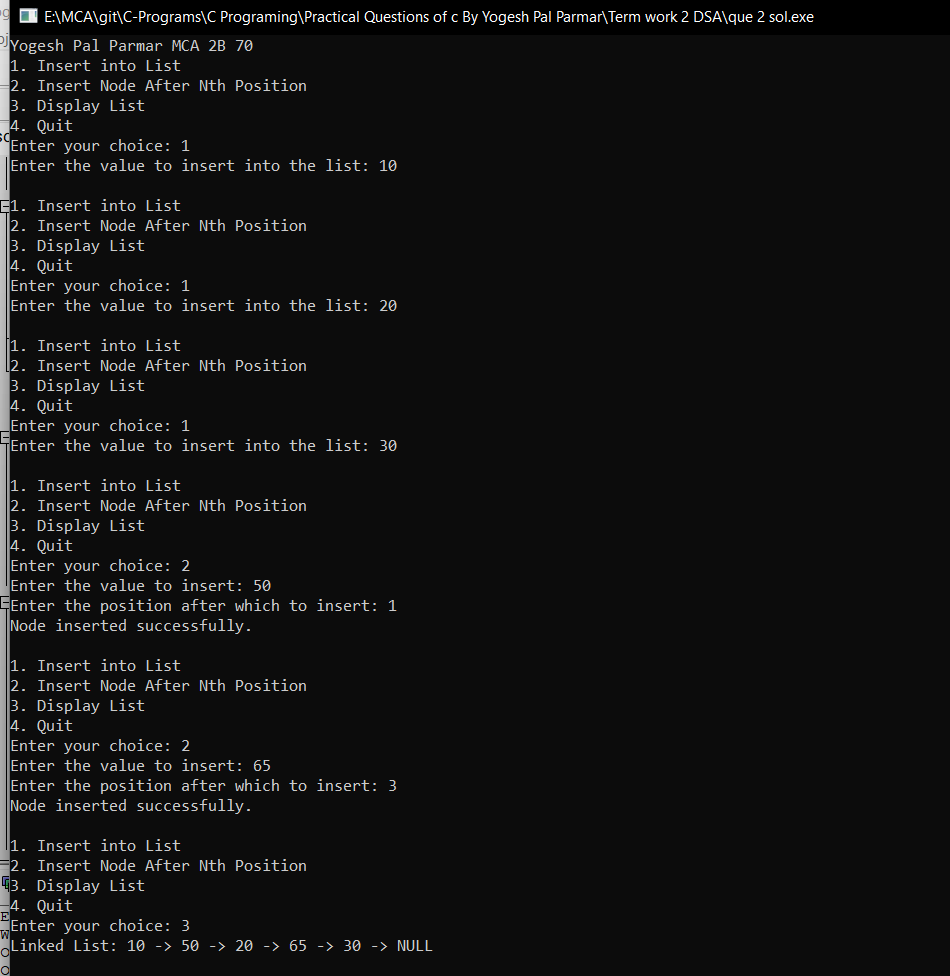 E:\MCA\git\C-Programs\C Programing\Practical Questions of c By Yogesh Pal Parmar\Term work 2 DSA\que 2 sol.exe
Yogesh Pal Parmar MCA 2B 70
1. Insert into List
2. Insert Node After Nth Position
3. Display List
4. Quit
Enter your choice: 1
Enter the value to insert into the list: 10
1. Insert into List
2. Insert Node After Nth Position
3. Display List
4. Quit
Enter your choice: 1
Enter the value to insert into the list: 20
1. Insert into List
2. Insert Node After Nth Position
3. Display List
4. Quit
Enter your choice: 1
Enter the value to insert into the list: 30
1. Insert into List
2. Insert Node After Nth Position
3. Display List
4. Quit
Enter your choice: 2
Enter the value to insert: 50
Enter the position after which to insert: 1
Node inserted successfully.
1. Insert into List
2. Insert Node After Nth Position
3. Display List
4. Quit
Enter your choice: 2
Enter the value to insert: 65
Enter the position after which to insert: 3
Node inserted successfully.
1. Insert into List
2. Insert Node After Nth Position
3. Display List
4. Quit
Enter your choice: 3
Linked List: 10 -> 50 -> 20 -> 65 -> 30 -> NULL